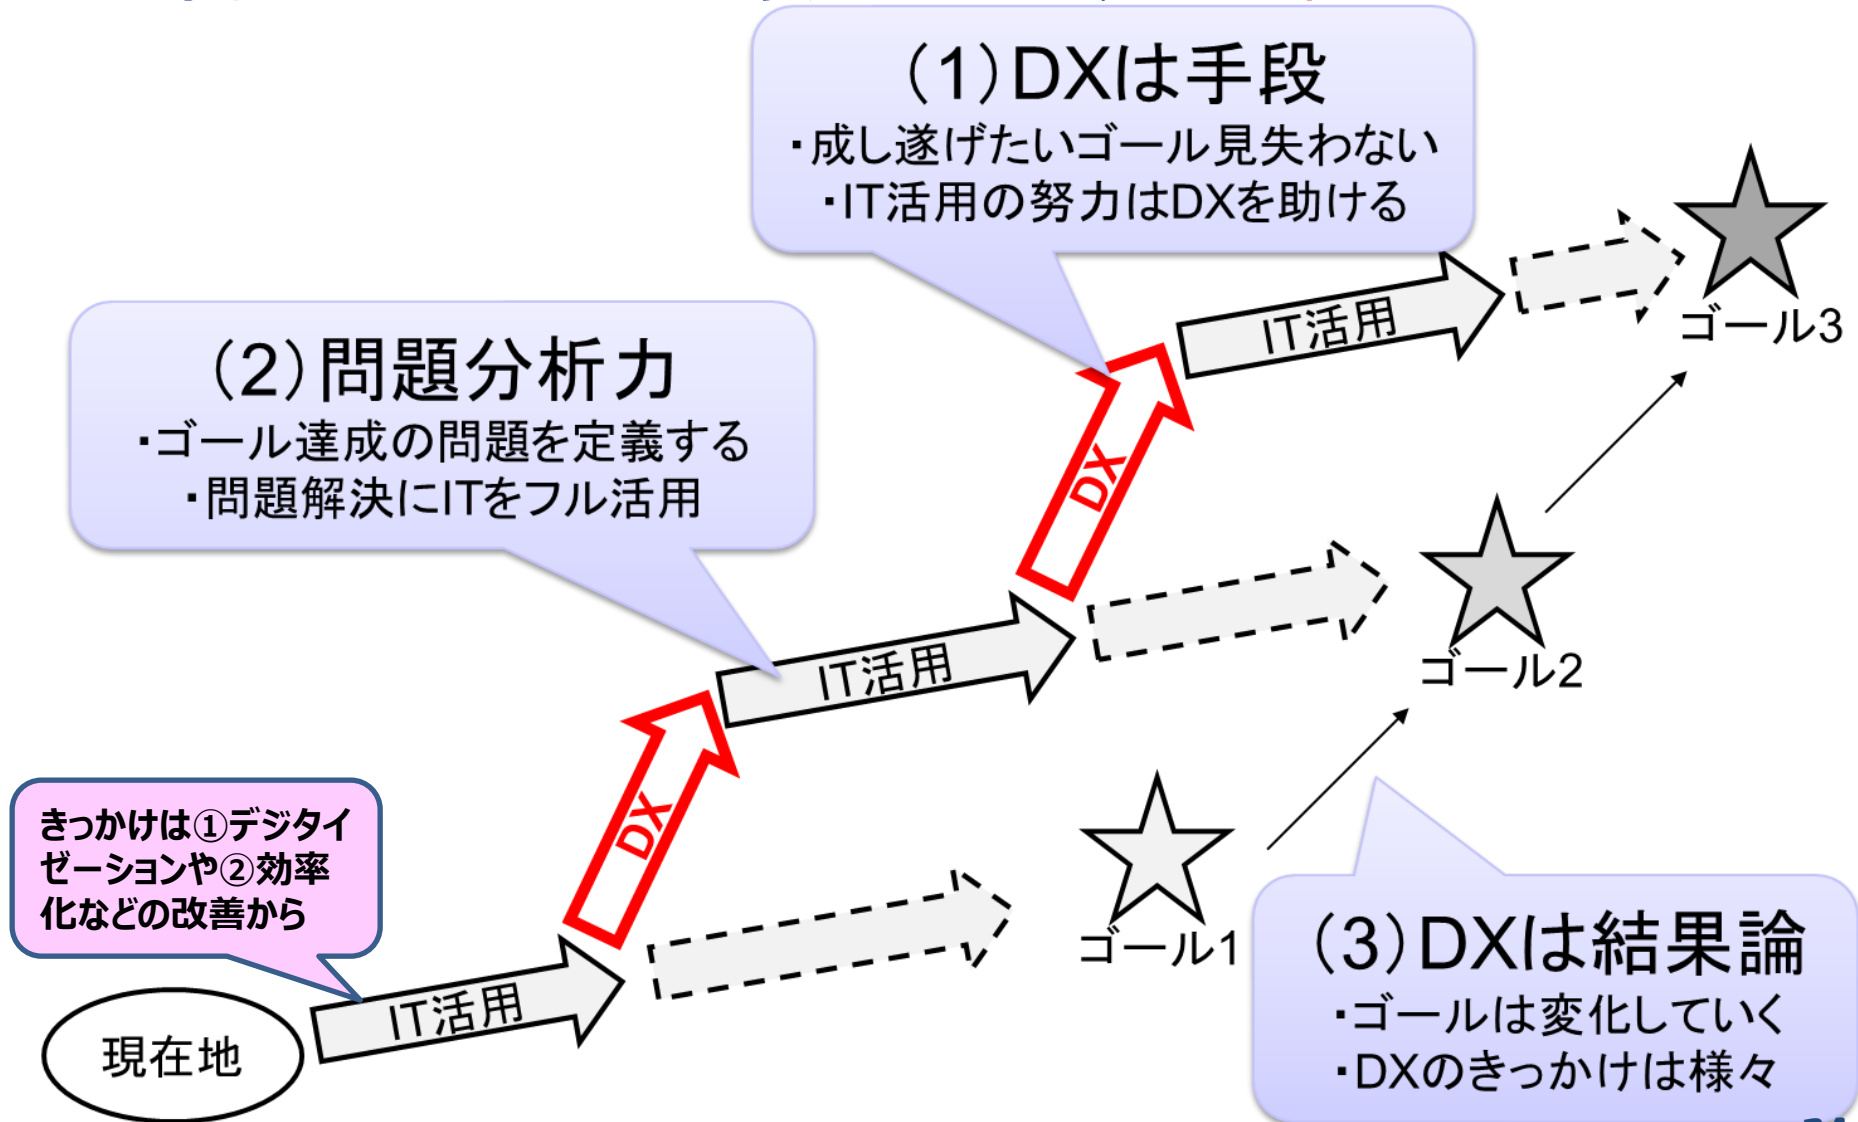 (1)DXは手段
・成し遂げたいゴール見失わない
・IT活用の努力はDXを助ける
(2)問題分析力
・ゴール達成の問題を定義する
・問題解決にITをフル活用
IT活用
ゴール3
DX
IT活用
ゴール2
DX
きっかけは①デジタイ
ゼーションや②効率
化などの改善から
ゴール1
IT活用
現在地
(3)DXは結果論
・ゴールは変化していく
・DXのきっかけは様々